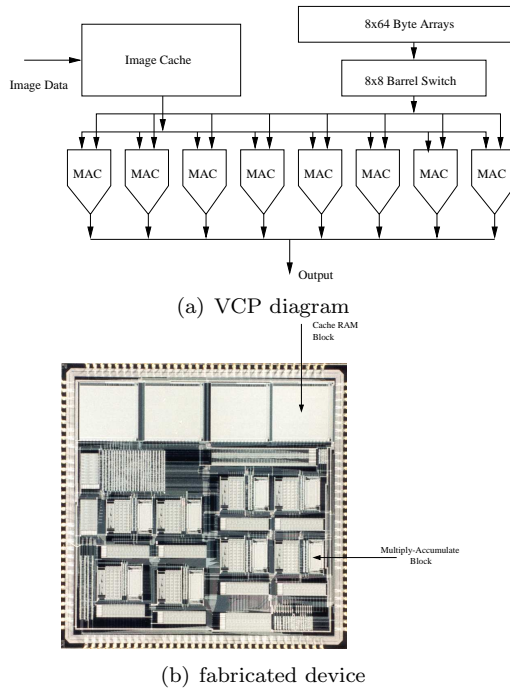 8x64 Byte Arrays
Image Cache
8x8 Barrel Switch
Image Data
MAC MAC MAC MAC MAC MAC MAC MAC
Output
(a) VCP diagram
Cache RAM
Block
Multiply-Accumulate
Block
(b) fabricated device